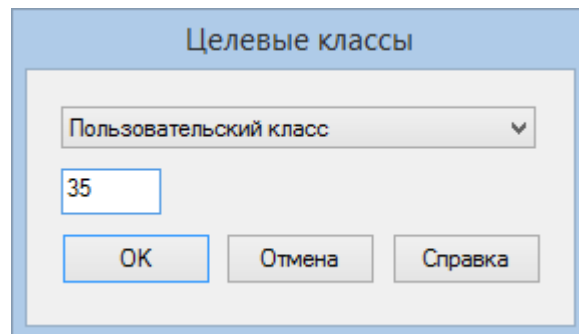 Целевые классы
Пользовательский класс
35
OK
Отмена
Справка